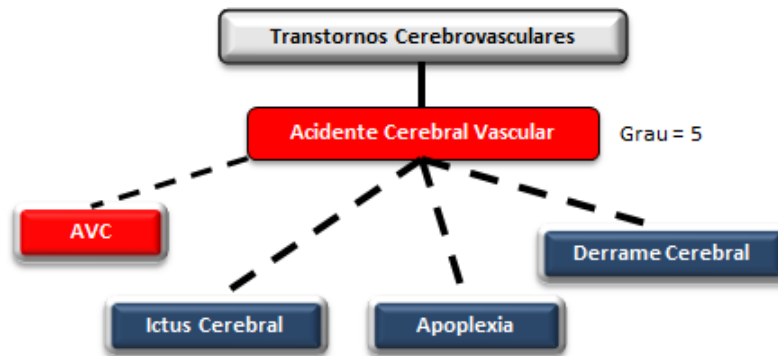 Transtornos Cerebrovasculares
Acidente Cerebral Vascular
Grau = 5
AVC
Derrame Cerebral
Ictus Cerebral
Apoplexia